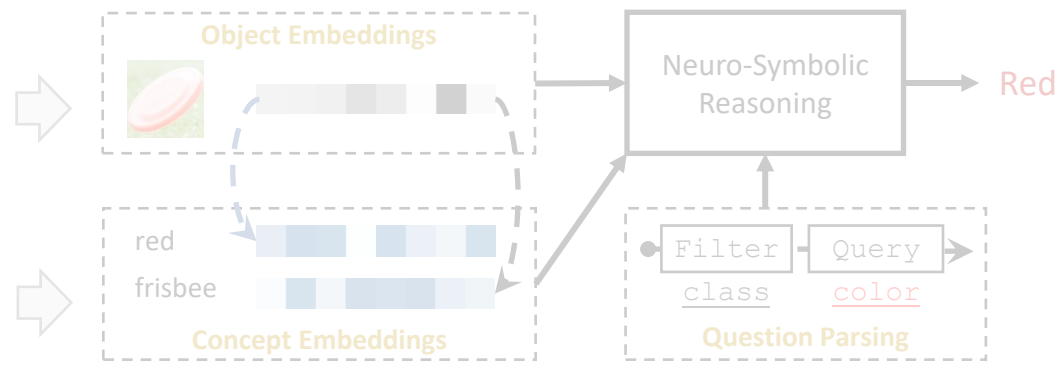 Object Embeddings
Neuro-Symbolic
Reasoning
Red
red
frisbee
Concept Embeddings
Filter
Query
class
color
Question Parsing